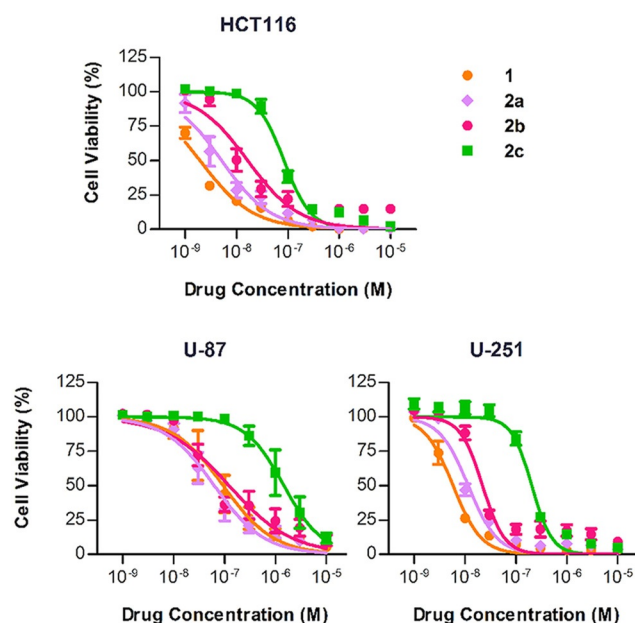 HCT116
125
100
75
50
25
0
Cell Viability (%)
10-9 10-8 10-7 10-6 10-5
Drug Concentration (M)
1
2a
2b
2c
U-87
125
100
75
50
25
0
Cell Viability (%)
10-9 10-8 10-7 10-6 10-5
Drug Concentration (M)
U-251
125
100
75
50
25
0
10-9 10-8 10-7 10-6 10-5
Drug Concentration (M)